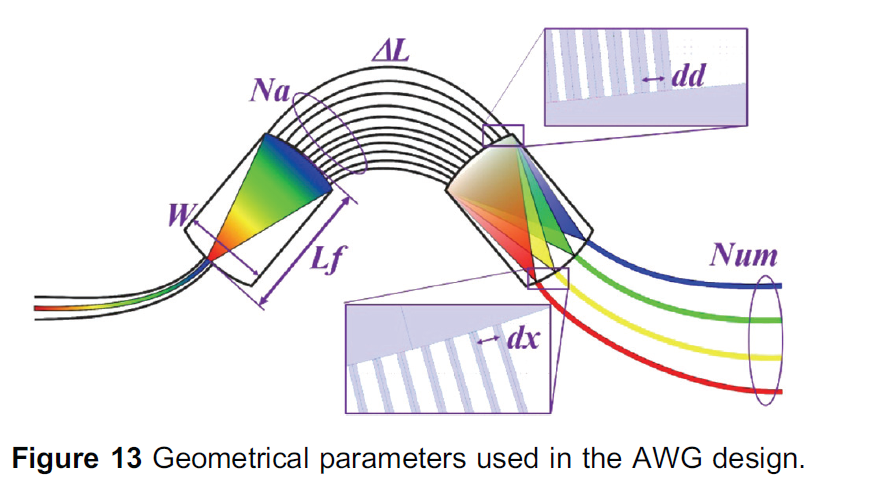 ΔL
Na
dd
W
Lf
Num
dx
Figure 13 Geometrical parameters used in the AWG design.